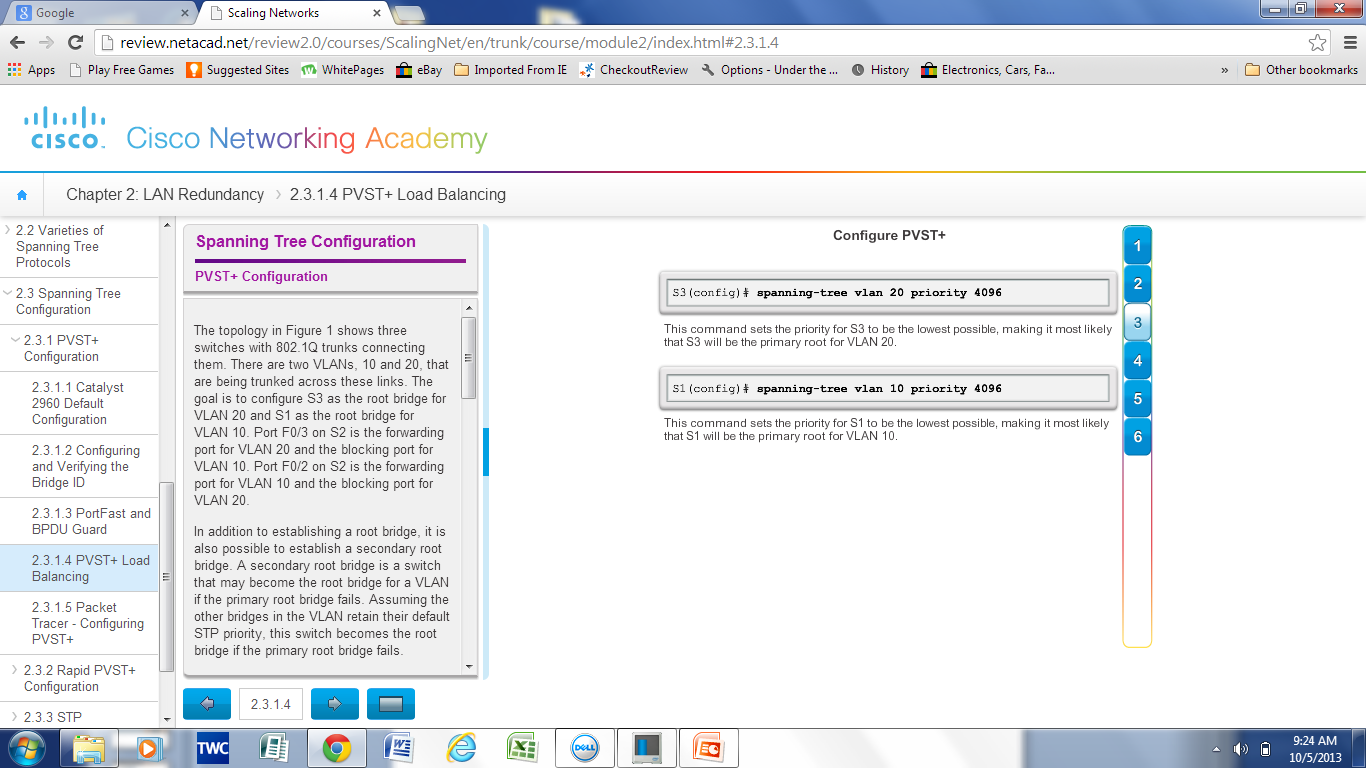 Google
Scaling Networks
review.netacad.net/review2.0/courses/ScalingNet/en/trunk/course/module2/index.html#2.3.1.4
Apps Play Free Games Suggested Sites WhitePages eBay Imported From IE CheckoutReview Options - Under the ... History Electronics, Cars, Fa... » Other bookmarks
CISCO. Cisco Networking Academy
Chapter 2: LAN Redundancy 2.3.1.4 PVST+ Load Balancing
2.2 Varieties of
Spanning Tree
Protocols
2.3 Spanning Tree
Configuration
2.3.1 PVST+
Configuration
2.3.1.1 Catalyst
2960 Default
Configuration
2.3.1.2 Configuring
and Verifying the
Bridge ID
2.3.1.3 PortFast and
BPDU Guard
2.3.1.4 PVST+ Load
Balancing
2.3.1.5 Packet
Tracer - Configuring
PVST+
2.3.2 Rapid PVST+
Configuration
2.3.3 STP
Spanning Tree Configuration
PVST+ Configuration
The topology in Figure 1 shows three
switches with 802.1Q trunks connecting
them. There are two VLANs, 10 and 20, that
are being trunked across these links. The
goal is to configure S3 as the root bridge for
VLAN 20 and S1 as the root bridge for
VLAN 10. Port F0/3 on S2 is the forwarding
port for VLAN 20 and the blocking port for
VLAN 10. Port F0/2 on S2 is the forwarding
port for VLAN 10 and the blocking port for
VLAN 20.
In addition to establishing a root bridge, it is
also possible to establish a secondary root
bridge. A secondary root bridge is a switch
that may become the root bridge for a VLAN
if the primary root bridge fails. Assuming the
other bridges in the VLAN retain their default
STP priority, this switch becomes the root
bridge if the primary root bridge fails.
2.3.1.4
Configure PVST+
S3(config)# spanning-tree vlan 20 priority 4096
This command sets the priority for S3 to be the lowest possible, making it most likely
that S3 will be the primary root for VLAN 20.
S1(config)# spanning-tree vlan 10 priority 4096
This command sets the priority for S1 to be the lowest possible, making it most likely
that S1 will be the primary root for VLAN 10.
1
2
3
4
5
6
TWC
DELL
9:24 AM
10/5/2013